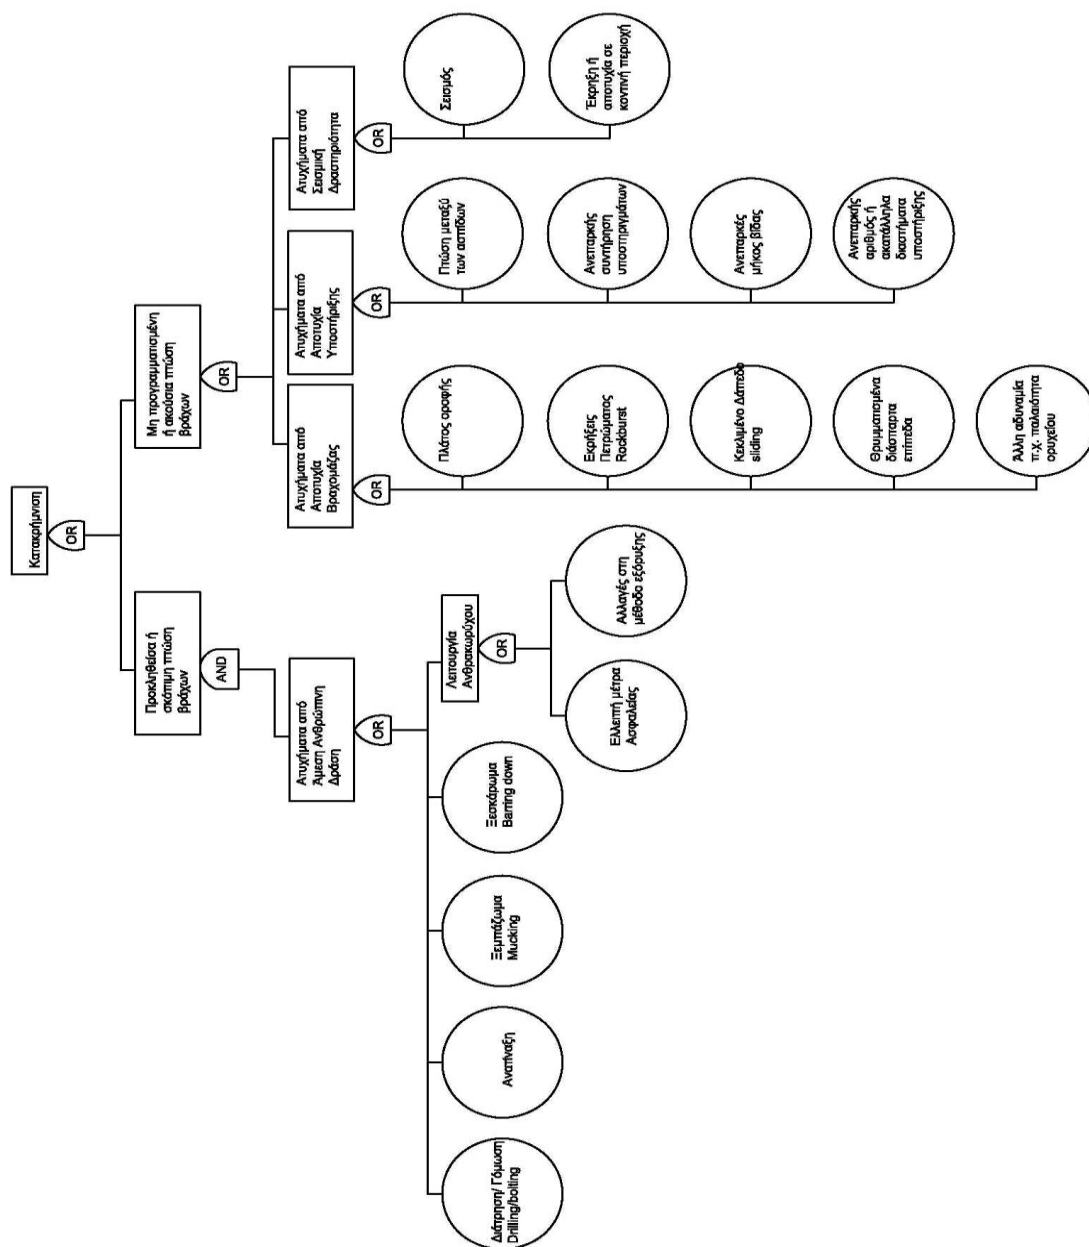 Κατακρήμνιση
OR
Προκληθείσα ή
σκόπιμη πτώση
βράχων
AND
Μη προγραμματισμένη
ή ακούσια πτώση
βράχων
OR
Ατυχήματα από
Άμεση Ανθρώπινη
Δράση
OR
Ατυχήματα από
Αποτυχία
Βραχομάζας
OR
Ατυχήματα από
Αποτυχία
Υποστήριξης
OR
Ατυχήματα από
Σεισμική
Δραστηριότητα
OR
Διάτρηση/ Γόμωση
Drilling/bolting
Ανατίναξη
Ξεμπάζωμα
Mucking
Ξεσκάρωμα
Barring down
Λειτουργία
Ανθρακωρύχου
OR
Ελλειπή μέτρα
Ασφαλείας
Αλλαγές στη
μέθοδο εξόρυξης
Πλάτος οροφής
Εκρήξεις
Πετρώματος
Rockburst
Κεκλιμένο Δάπεδο
sliding
Θρυμματισμένα
διάσπαρτα
επίπεδα
Άλλη αδυναμία
π.χ. παλαιότητα
ορυχείου
Πτώση μεταξύ
των ασπίδων
Ανεπαρκής
συντήρηση
υποστηριγμάτων
Ανεπαρκές
μήκος βίδας
Ανεπαρκής
αριθμός ή
ακατάλληλα
διαστήματα
υποστήριξης
Σεισμός
Έκρηξη ή
αποτυχία σε
κοντινή περιοχή